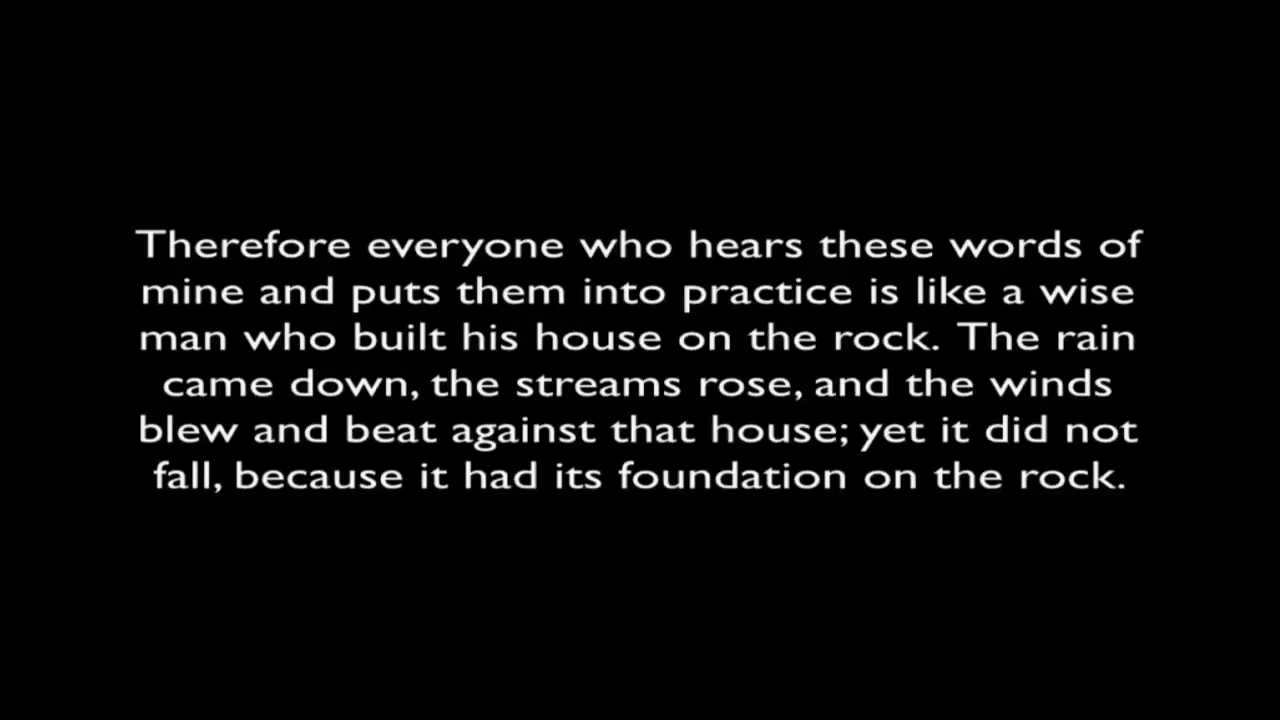 Therefore everyone who hears these words of
mine and puts them into practice is like a wise
man who built his house on the rock. The rain
came down, the streams rose, and the winds
blew and beat against that house; yet it did not
fall, because it had its foundation on the rock.